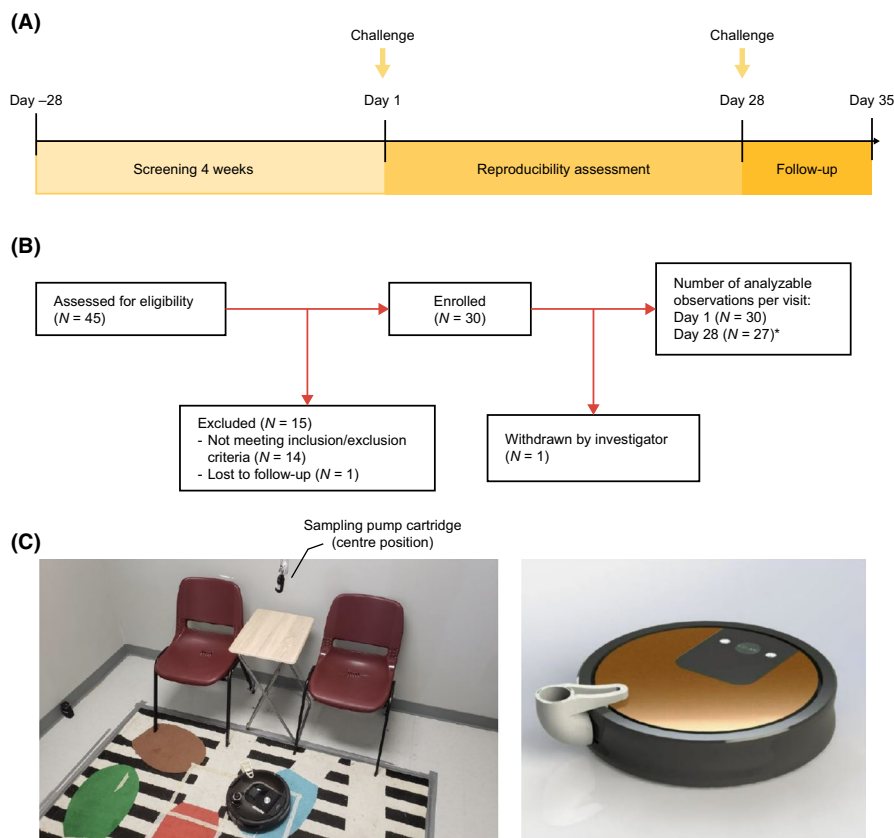 (A)
Challenge
Challenge
Day –28
Day 1
Day 28
Day 35
Screening 4 weeks
Reproducibility assessment
Follow-up
(B)
Assessed for eligibility
(N = 45)
Enrolled
(N = 30)
Number of analyzable
observations per visit:
Day 1 (N = 30)
Day 28 (N = 27)*
Excluded (N = 15)
- Not meeting inclusion/exclusion
criteria (N = 14)
- Lost to follow-up (N = 1)
Withdrawn by investigator
(N = 1)
(C)
Sampling pump cartridge
(centre position)